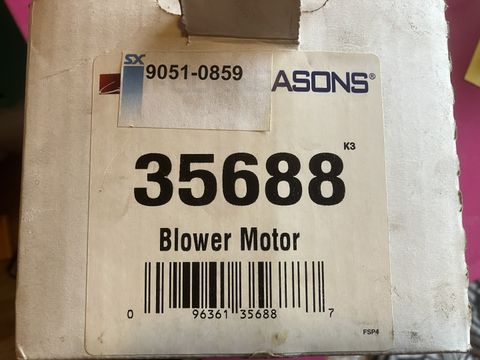 SX
9051-0859
ASONS®
K3
35688
Blower Motor
0 96361 35688 7
FSP4